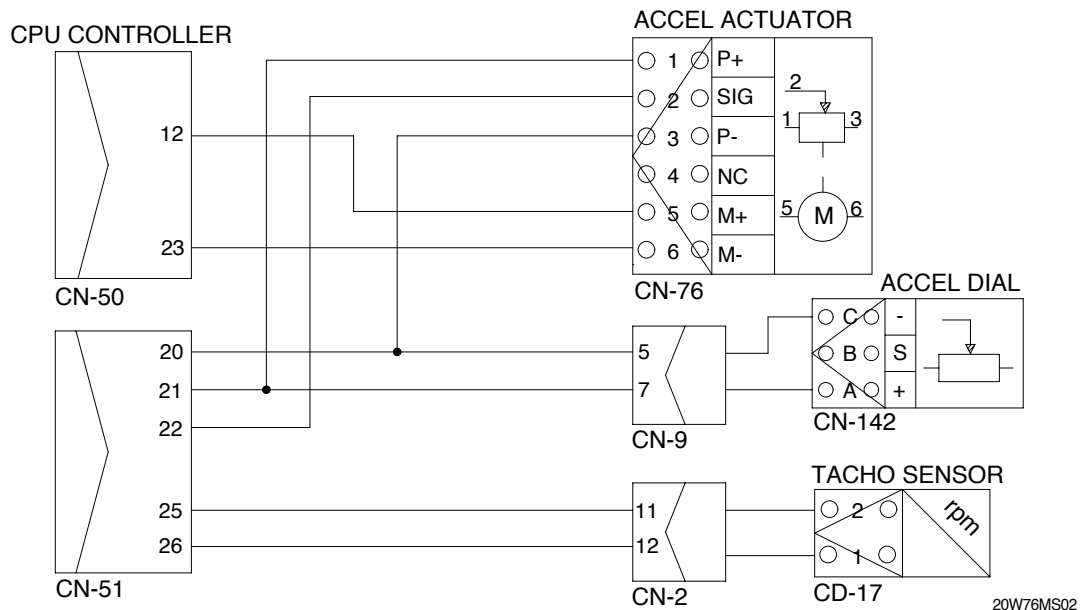 CPU CONTROLLER
12
23
CN-50
20
21
22
25
26
CN-51
ACCEL ACTUATOR
1 P+
2 SIG
3 P-
4 NC
5 M+
6 M-
2
1 3
5 M 6
CN-76
5
7
CN-9
ACCEL DIAL
C -
B S
A +
CN-142
11
12
CN-2
TACHO SENSOR
2
1
rpm
CD-17
20W76MS02